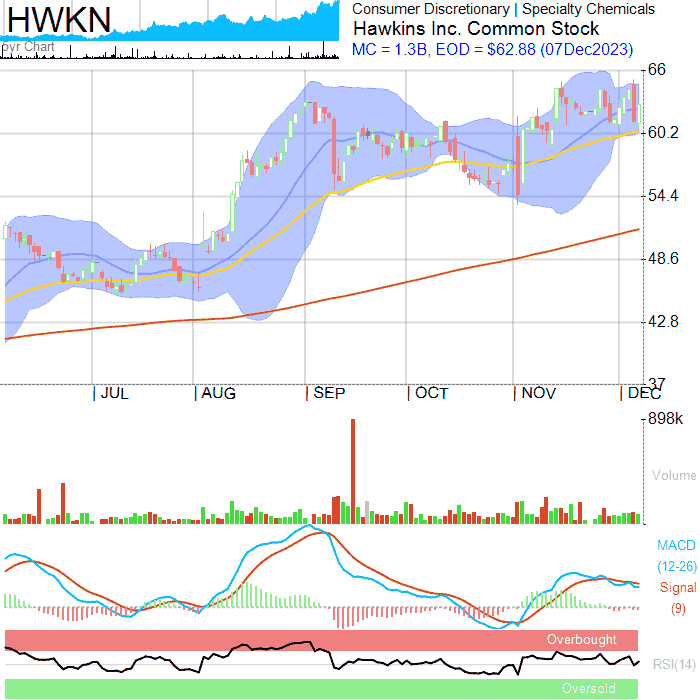 HWKN
5yr Chart
Consumer Discretionary | Specialty Chemicals
Hawkins Inc. Common Stock
MC = 1.3B, EOD = $62.88 (07Dec2023)
66
60.2
54.4
48.6
42.8
37
JUL AUG SEP OCT NOV DEC
898k
Volume
MACD
(12-26)
Signal
(9)
Overbought
RSI(14)
Oversold